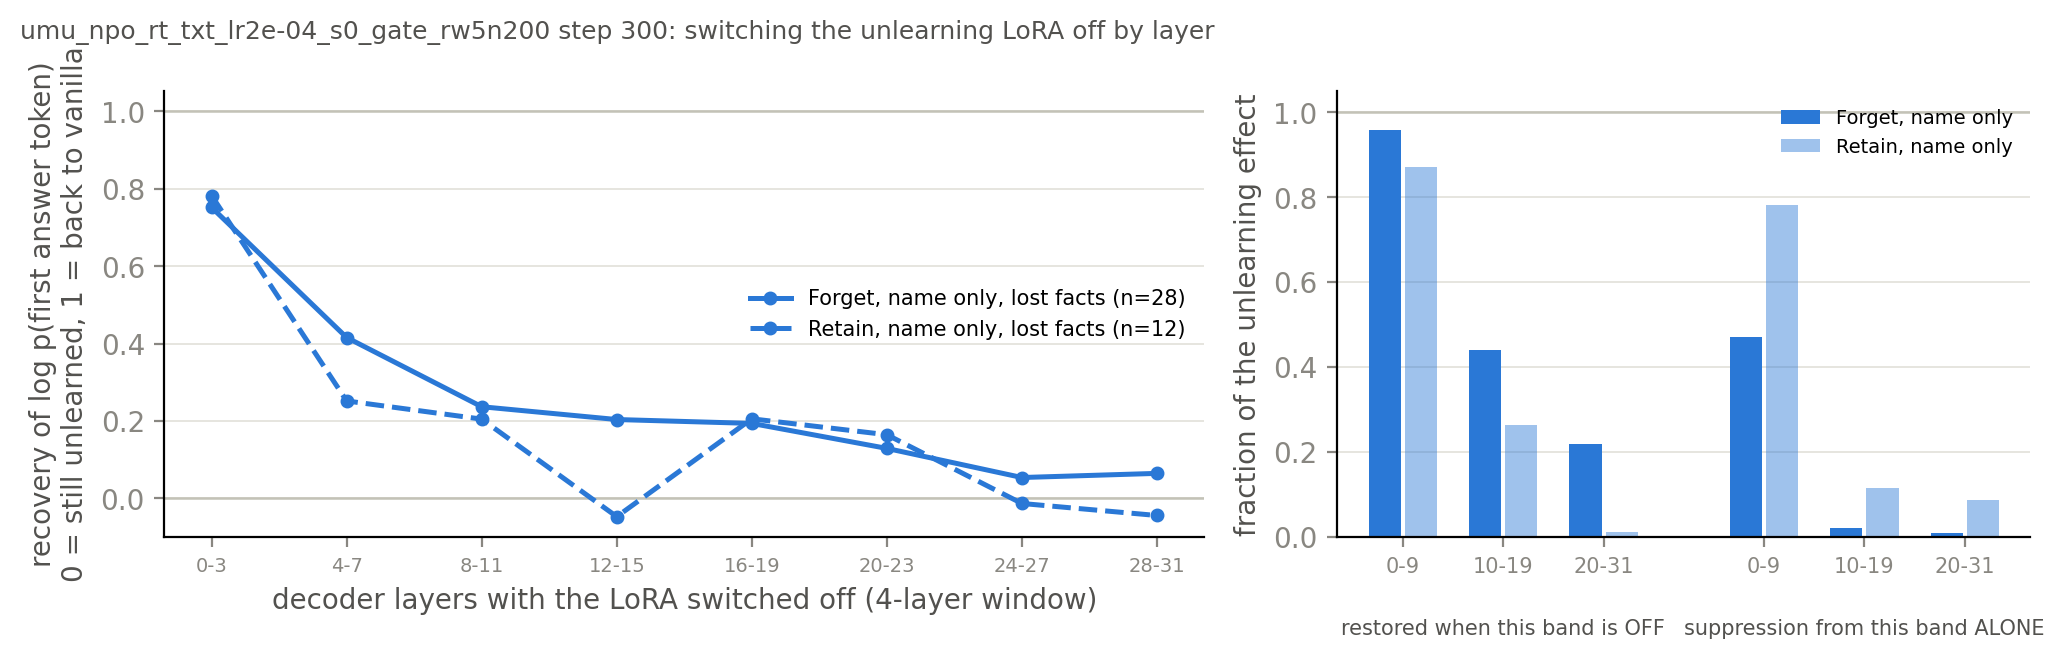 umu_npo_rt_txt_lr2e-04_s0_gate_rw5n200 step 300: switching the unlearning LoRA off by layer
recovery of log p(first answer token)
0 = still unlearned, 1 = back to vanilla
1.0
0.8
0.6
0.4
0.2
0.0
Forget, name only, lost facts (n=28)
Retain, name only, lost facts (n=12)
0-3
4-7
8-11
12-15
16-19
20-23
24-27
28-31
decoder layers with the LoRA switched off (4-layer window)
fraction of the unlearning effect
1.0
0.8
0.6
0.4
0.2
0.0
Forget, name only
Retain, name only
0-9
10-19
20-31
0-9
10-19
20-31
restored when this band is OFF
suppression from this band ALONE